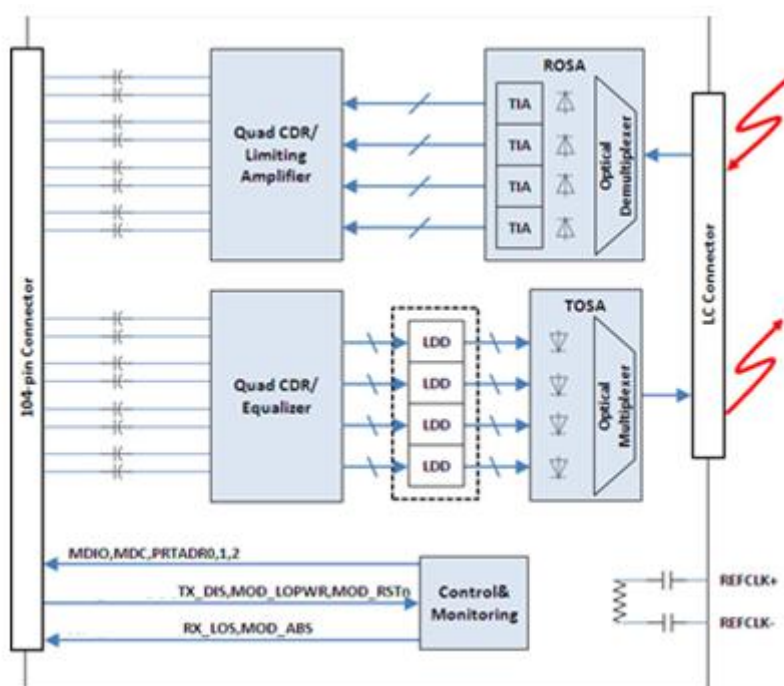 ROSA
TIA
TIA
TIA
TIA
Optical
Demultiplexer
Quad CDR/
Limiting
Amplifier
104-pin Connector
LC Connector
TOSA
LDD
LDD
LDD
LDD
Optical
Multiplexer
Quad CDR/
Equalizer
MDIO,MDC,PRTADR0,1,2
TX_DIS,MOD_LOPWR,MOD_RSTn
RX_LOS,MOD_ABS
Control&
Monitoring
REFCLK+
REFCLK-